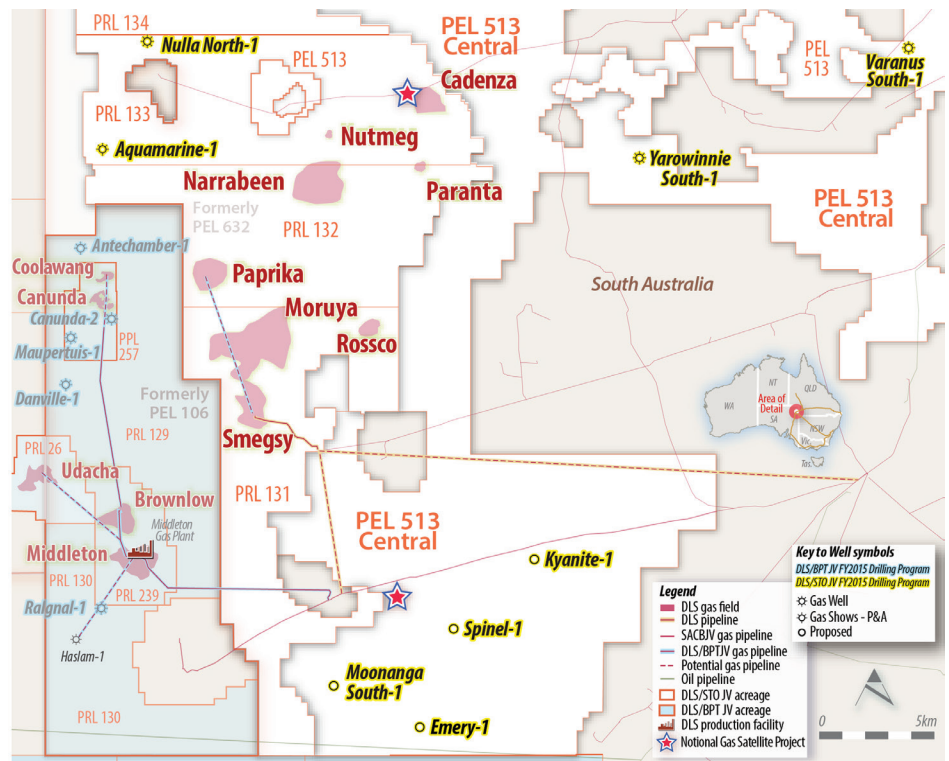 PRL 134
Nulla North-1
PEL 513
Central
PEL 513
PEL
513
Varanus
South-1
Cadenza
PRL 133
Nutmeg
Aquamarine-1
Yarowinnie
South-1
Narrabeen
Paranta
PEL 513
Central
Formerly
PEL 632
PRL 132
Antechamber-1
Coolawang
Paprika
South Australia
Canunda
Moruya
Canunda-2
Rossco
Maupertuis-1
PPL
257
Danville-1
Formerly
PEL 106
WA
NT
QLD
Area of
Detail
SA
NSW
Vic.
Tas.
PRL 129
Smegsy
PRL 26
Udacha
PRL 131
Brownlow
Middleton
Gas Plant
PEL 513
Central
Middleton
Kyanite-1
PRL 130
PRL 239
Ralgnal-1
Spinel-1
Haslam-1
Moonanga
South-1
PRL 130
Emery-1
Key to Well symbols
DLS/BPT JV FY2015 Drilling Program
DLS/STO JV FY2015 Drilling Program
Gas Well
Gas Shows - P&A
Proposed
Legend
DLS gas field
DLS pipeline
SACBJV gas pipeline
DLS/BPTJV gas pipeline
Potential gas pipeline
Oil pipeline
DLS/STO JV acreage
DLS/BPT JV acreage
DLS production facility
Notional Gas Satellite Project
0 5km